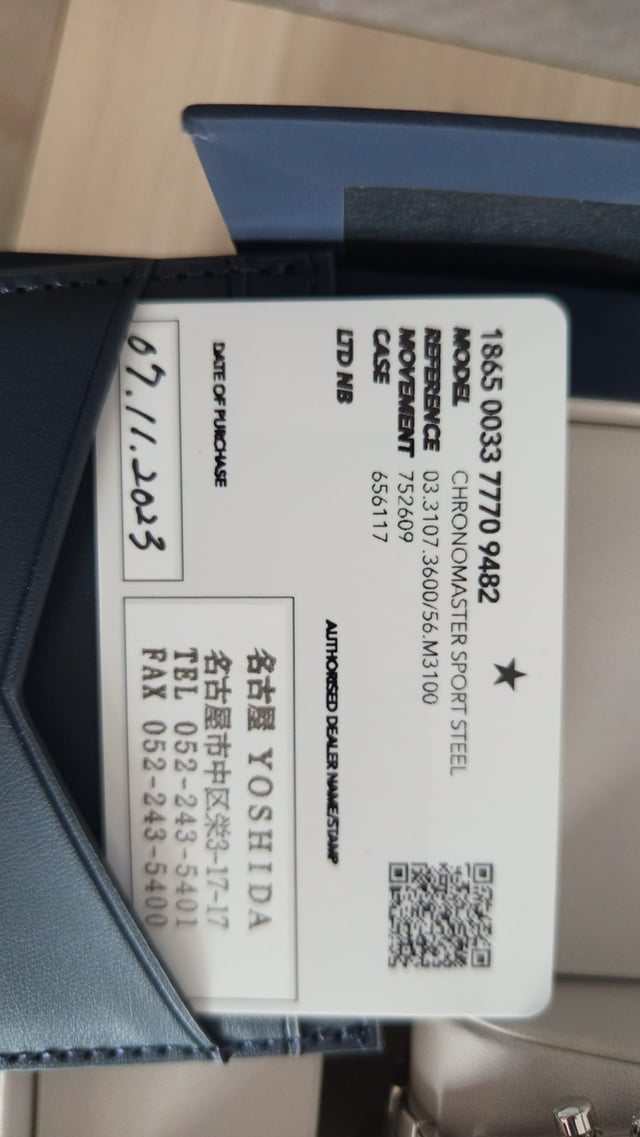 1865 0033 7770 9482
MODEL CHRONOMASTER SPORT STEEL
REFERENCE 03.3107.3600/56.M3100
MOVEMENT 752609
CASE 656117
LTD NB
AUTHORISED DEALER NAME/STAMP
DATE OF PURCHASE
07.11.2023
名古屋 YOSHIDA
名古屋市中区栄3-17-17
TEL 052-243-5401
FAX 052-243-5400